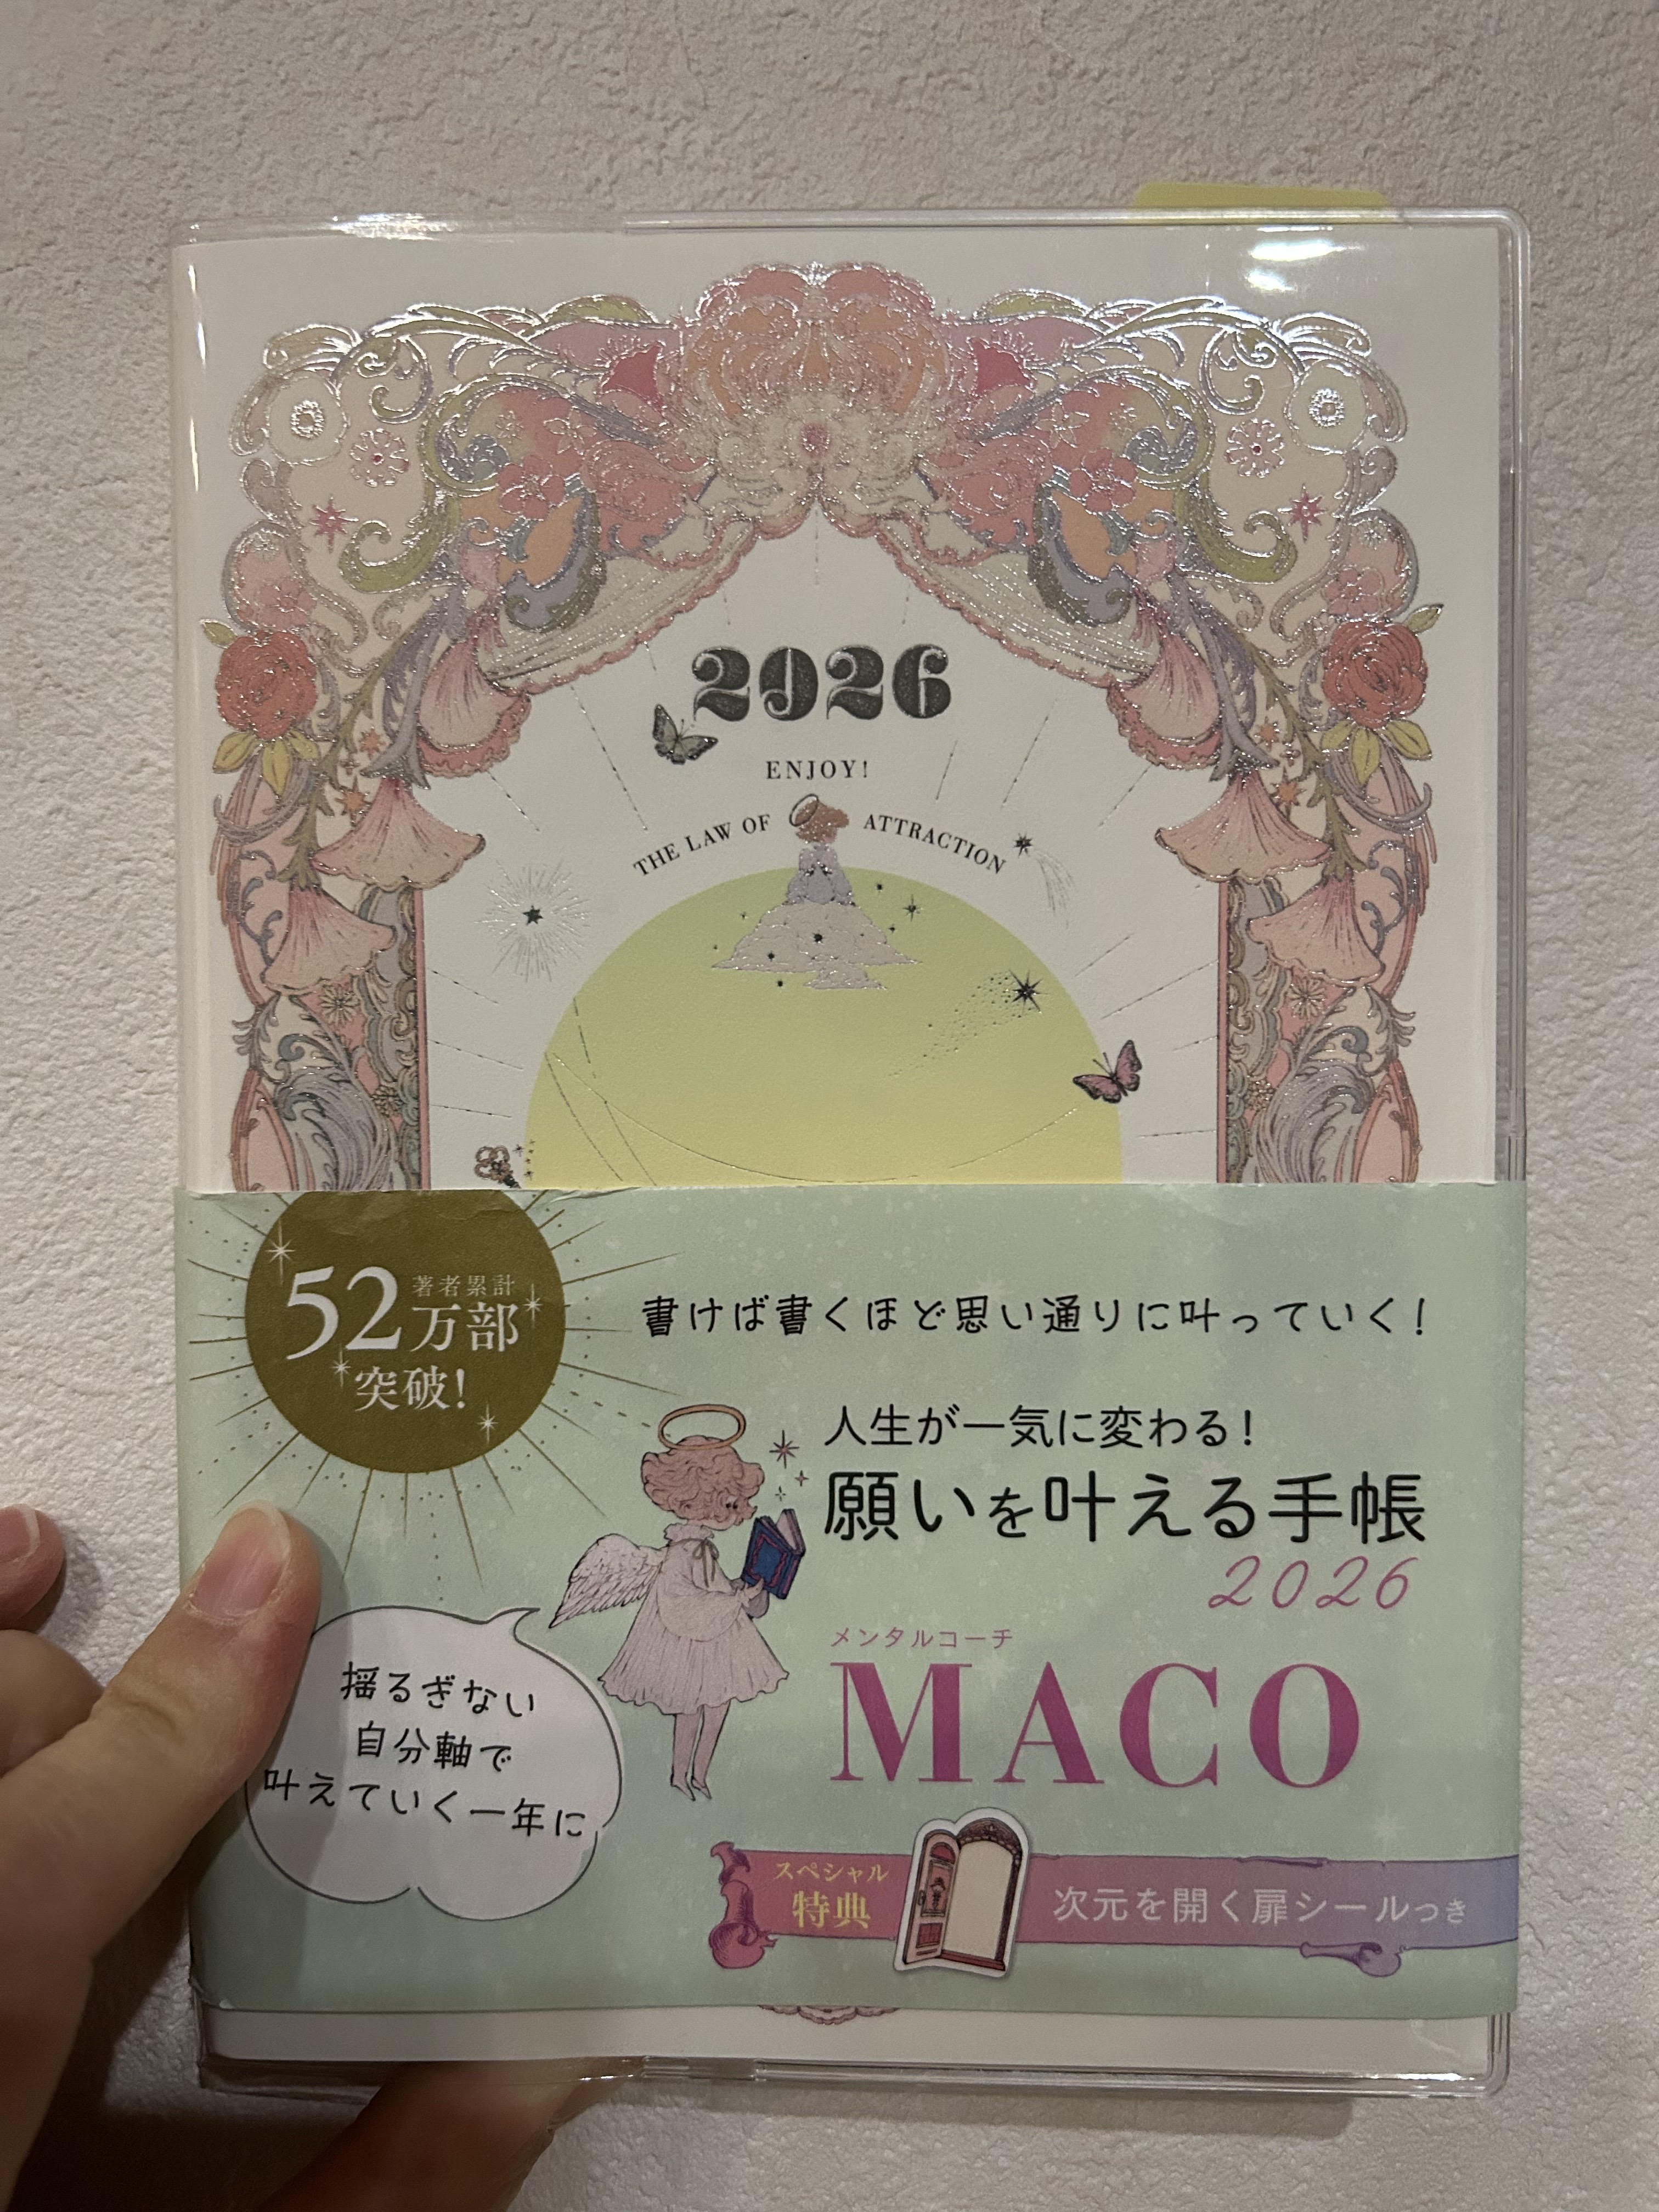 2026
ENJOY!
THE LAW OF ATTRACTION
52万部
著者累計
突破!
書けば書くほど思い通りに叶っていく!
人生が一気に変わる!
願いを叶える手帳
2026
メンタルコーチ
MACO
揺るぎない
自分軸で
叶えていく一年に
スペシャル
特典
次元を開く扉シールつき